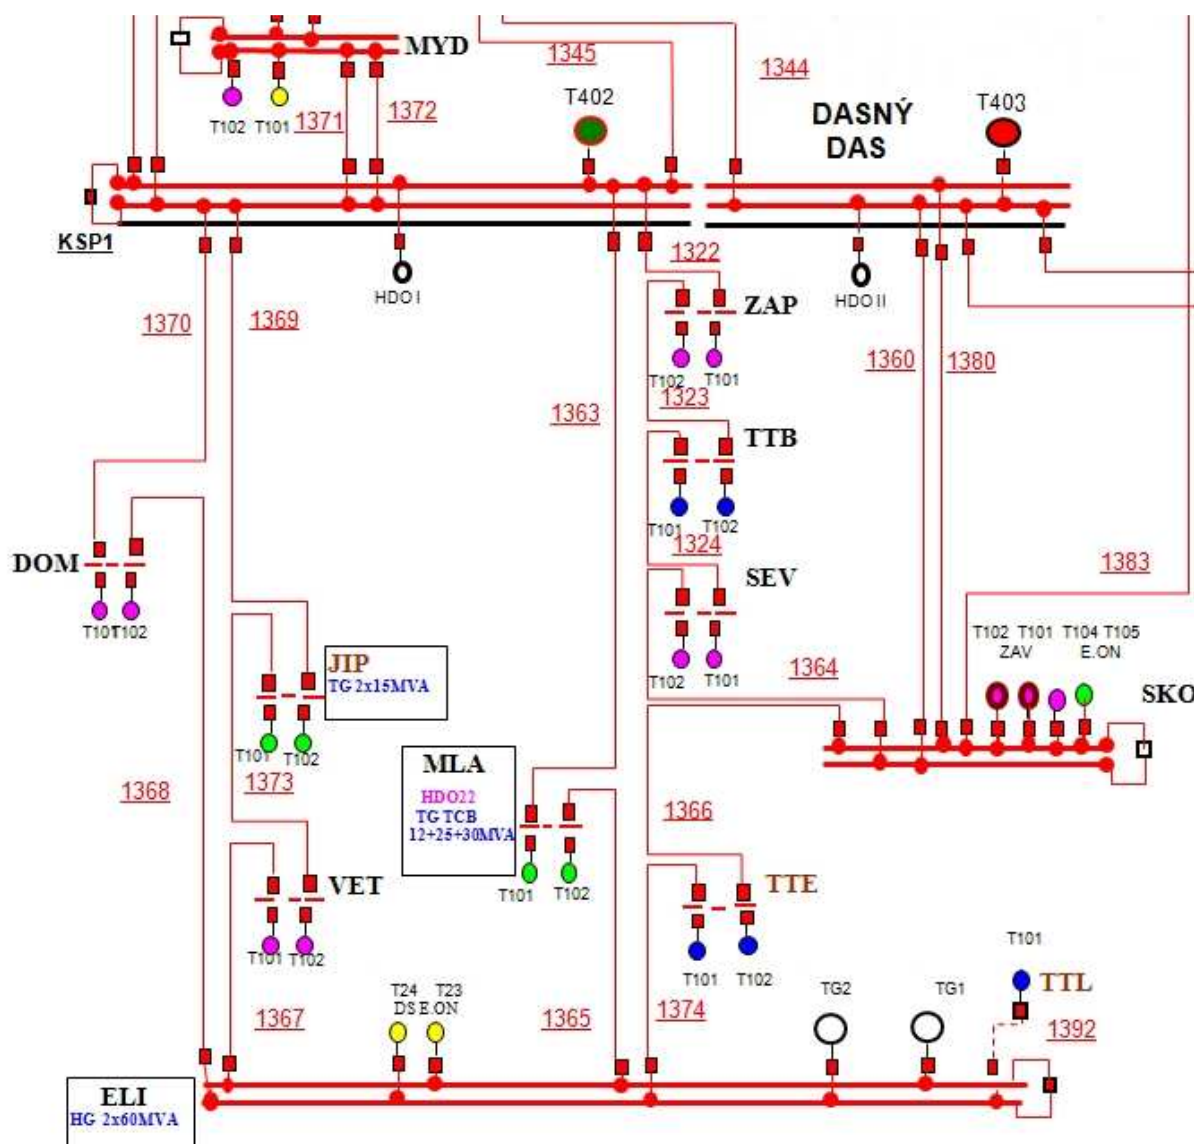 MYD
1345
1344
T402
T403
T102
T101
1371
1372
DASNÝ
DAS
KSP1
1322
HDO I
HDO II
ZAP
1370
1369
1360
1380
T102
T101
1323
1363
TTB
T101
T102
1324
DOM
SEV
1383
T101
T102
T102
T101
T104
T105
ZAV
E.ON
JIP
TG 2x15MVA
T102
T101
1364
SKO
T101
T102
MLA
HDO22
TG TCB
12+25+30MVA
1368
1373
1366
VET
T101
T102
TTE
T101
T102
T101
T102
T101
TTL
T24
T23
DS E.ON
TG2
TG1
1367
1365
1374
1392
ELI
HG 2x60MVA